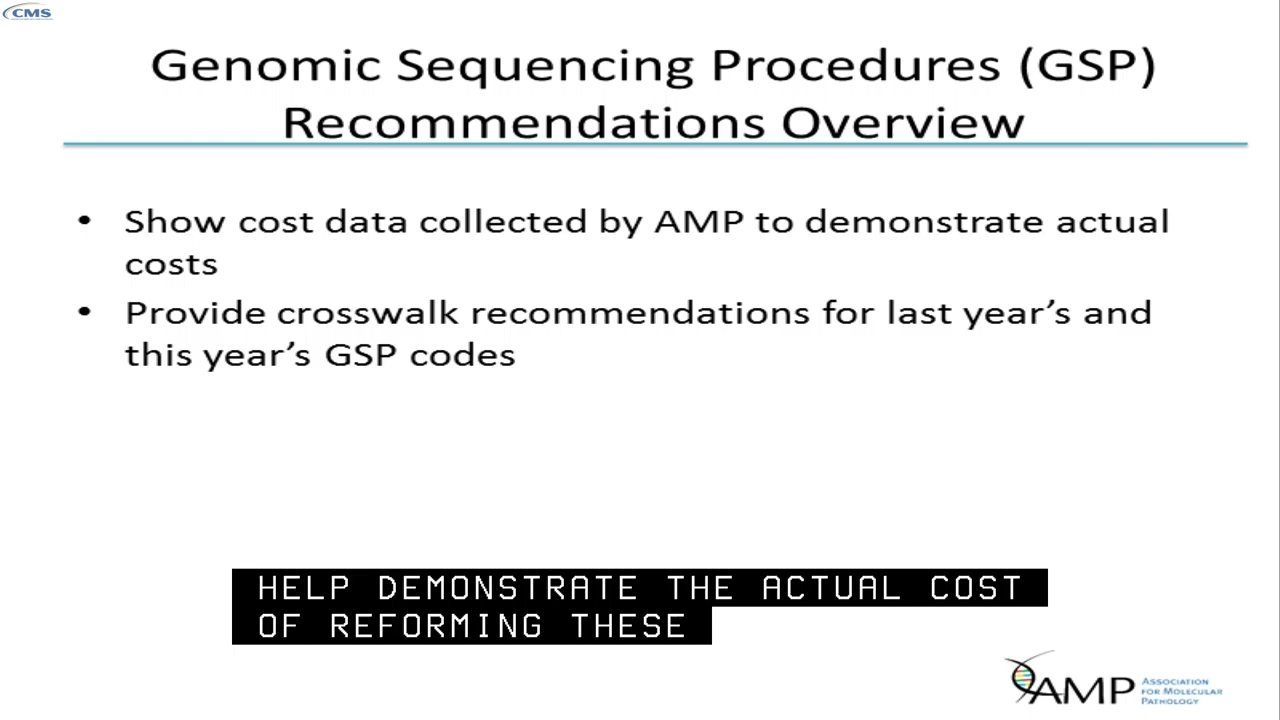 CMS
Genomic Sequencing Procedures (GSP)
Recommendations Overview
• Show cost data collected by AMP to demonstrate actual
costs
• Provide crosswalk recommendations for last year’s and
this year’s GSP codes
HELP DEMONSTRATE THE ACTUAL COST
OF REFORMING THESE
AMP
ASSOCIATION
FOR MOLECULAR
PATHOLOGY